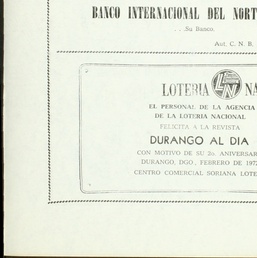 BANCO INTERNACIONAL DEL NORT
. . .Su Banco.
Aut. C. N. B.
LOTERIA LN NA
EL PERSONAL DE LA AGENCIA
DE LA LOTERIA NACIONAL
FELICITA A LA REVISTA
DURANGO AL DIA
CON MOTIVO DE SU 2o. ANIVERSAR
DURANGO, DGO., FEBRERO DE 197
CENTRO COMERCIAL SORIANA LOTE